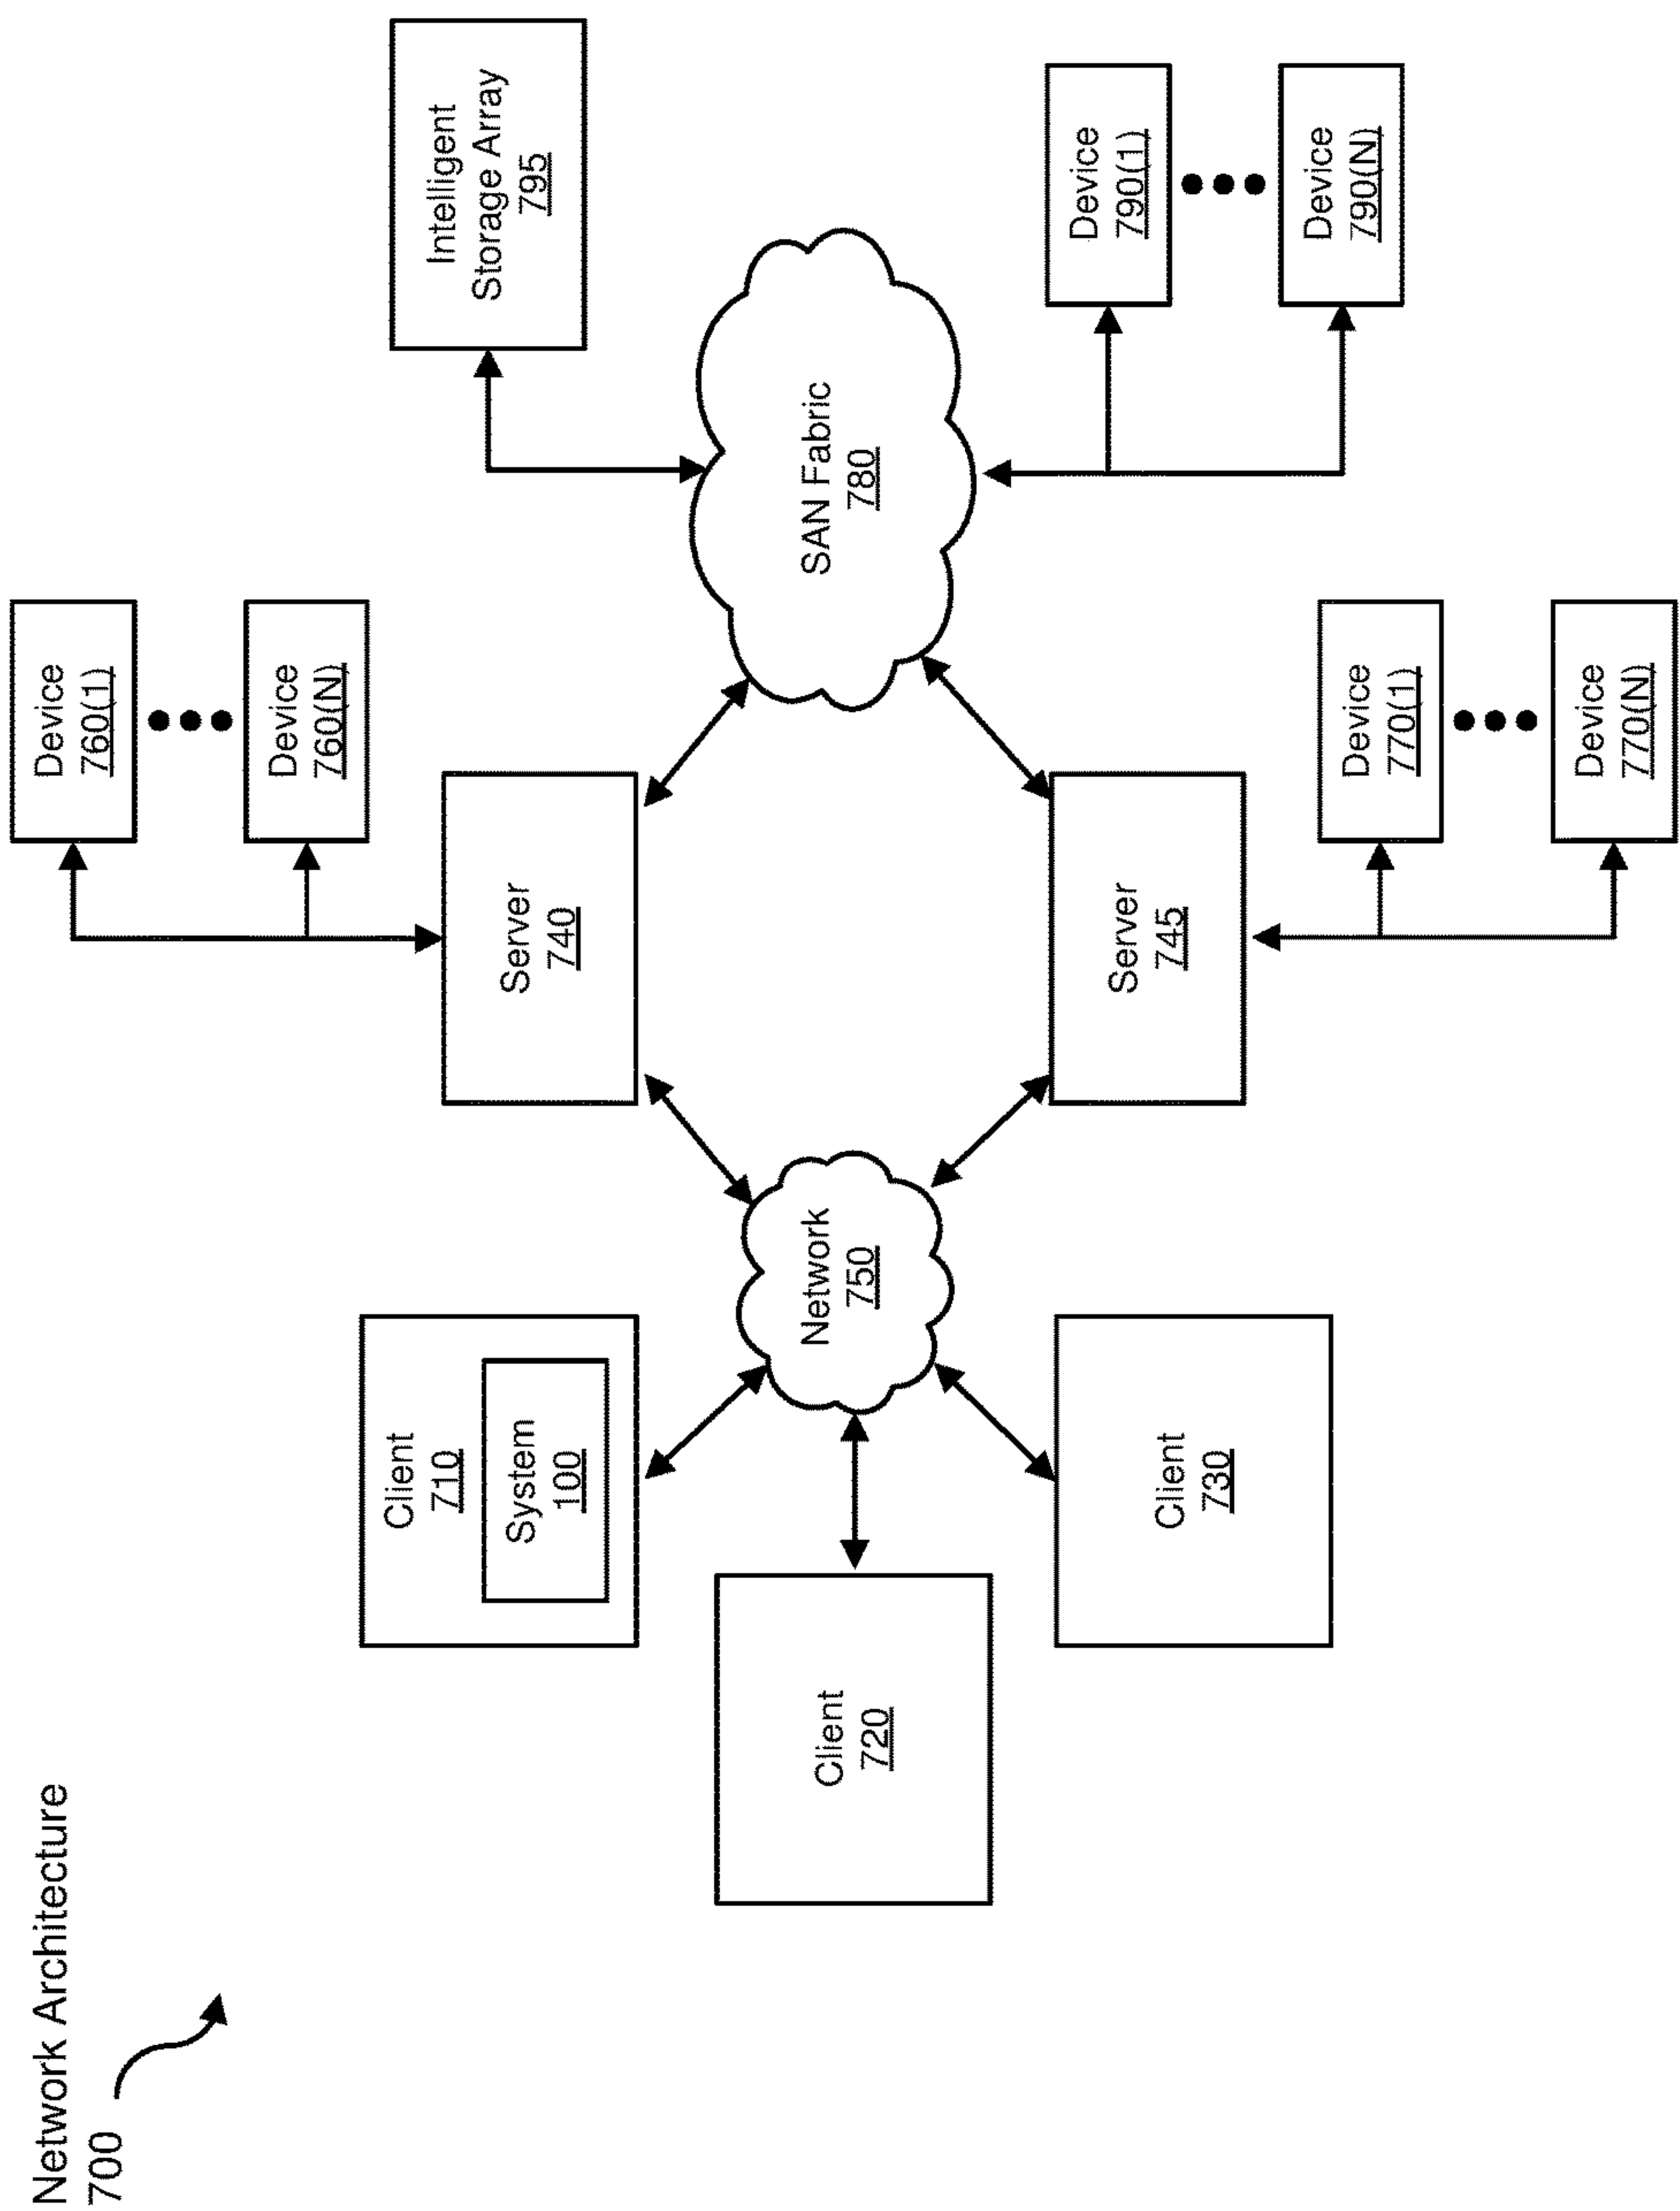 Network Architecture
700
Client
710
System
100
Client
720
Client
730
Network
750
Device
760(1)
Device
760(N)
Server
740
Server
745
Device
770(1)
Device
770(N)
SAN Fabric
780
Intelligent
Storage Array
795
Device
790(1)
Device
790(N)